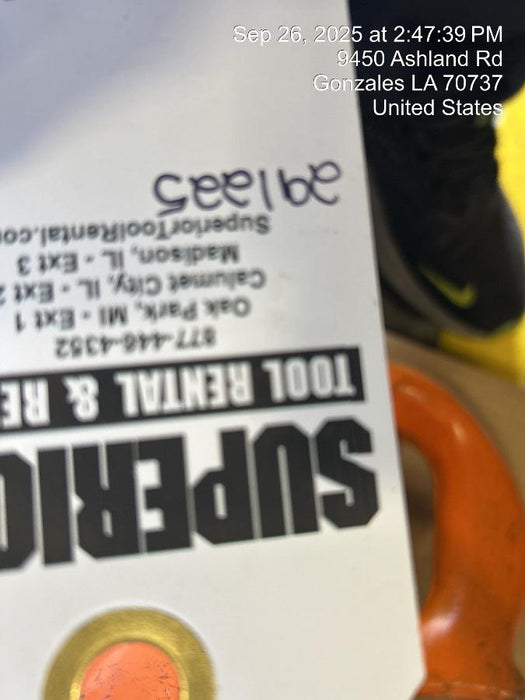 Sep 26, 2025 at 2:47:39 PM
9450 Ashland Rd
Gonzales LA 70737
United States
SUPERIO
TOOL RENTAL & RE
877-446-4352
Oak Park, MI - Ext 1
Calumet City, IL - Ext 2
Madison, IL - Ext 3
SuperiorToolRental.co
291225